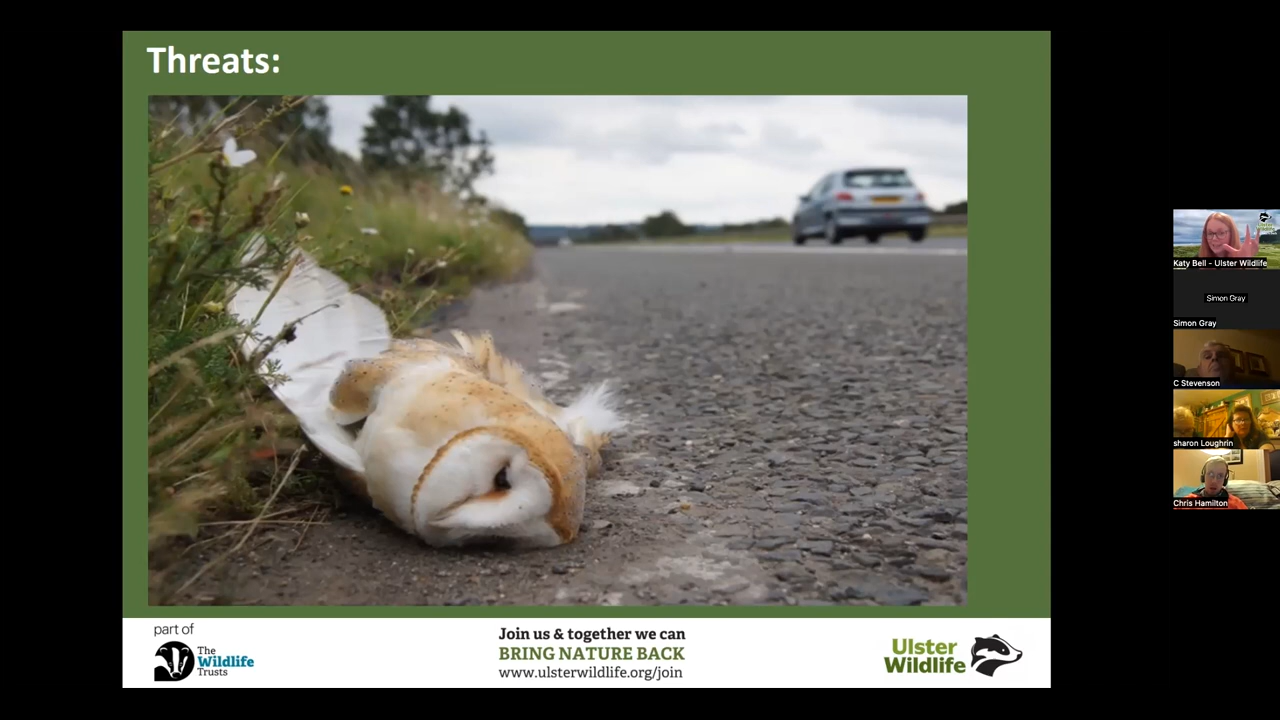 Threats:
part of
The
Wildlife
Trusts
Join us & together we can
BRING NATURE BACK
www.ulsterwildlife.org/join
Ulster
Wildlife
Katy Bell - Ulster Wildlife
Simon Gray
Simon Gray
C Stevenson
sharon Loughrin
Chris Hamilton